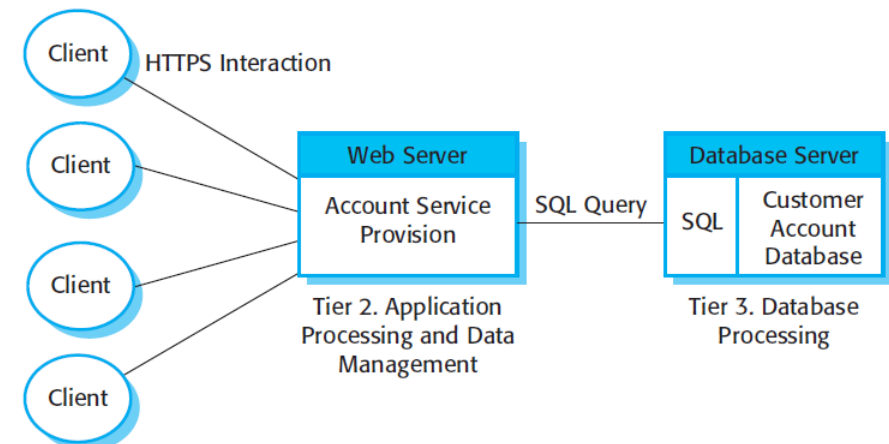 Client
HTTPS Interaction
Client
Client
Client
Web Server
Account Service
Provision
Tier 2. Application
Processing and Data
Management
SQL Query
Database Server
SQL
Customer
Account
Database
Tier 3. Database
Processing